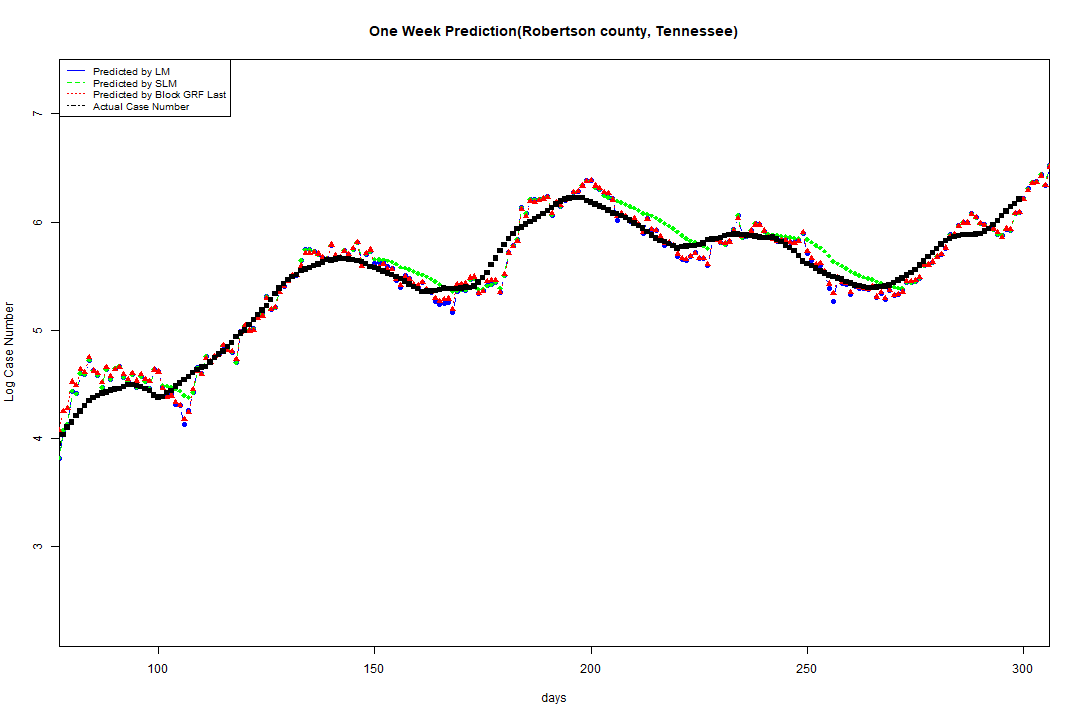 One Week Prediction(Robertson county, Tennessee)
Predicted by LM
Predicted by SLM
Predicted by Block GRF Last
Actual Case Number
7
6
5
4
3
Log Case Number
100 150 200 250 300
days